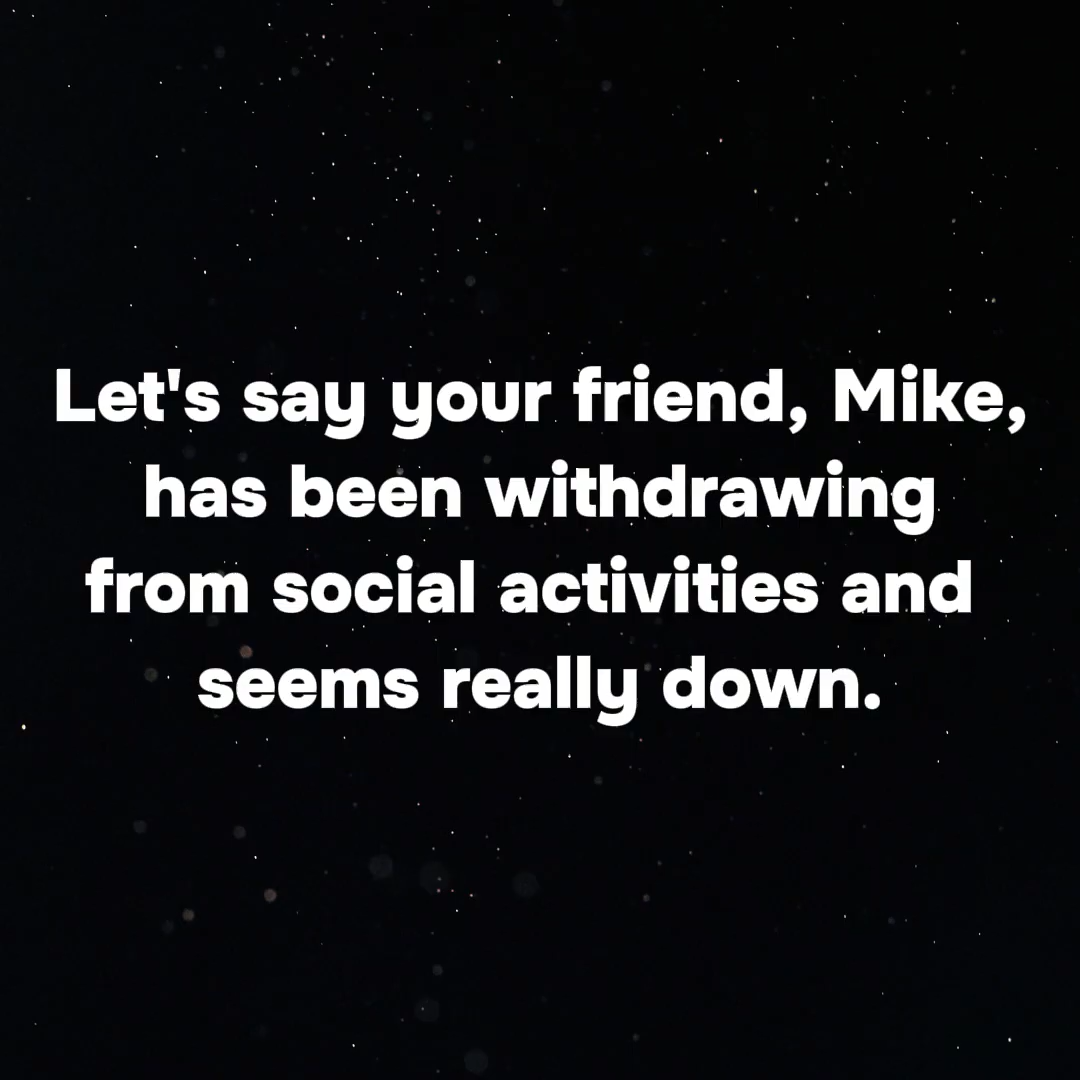 Let's say your friend, Mike,
has been withdrawing
from social activities and
seems really down.